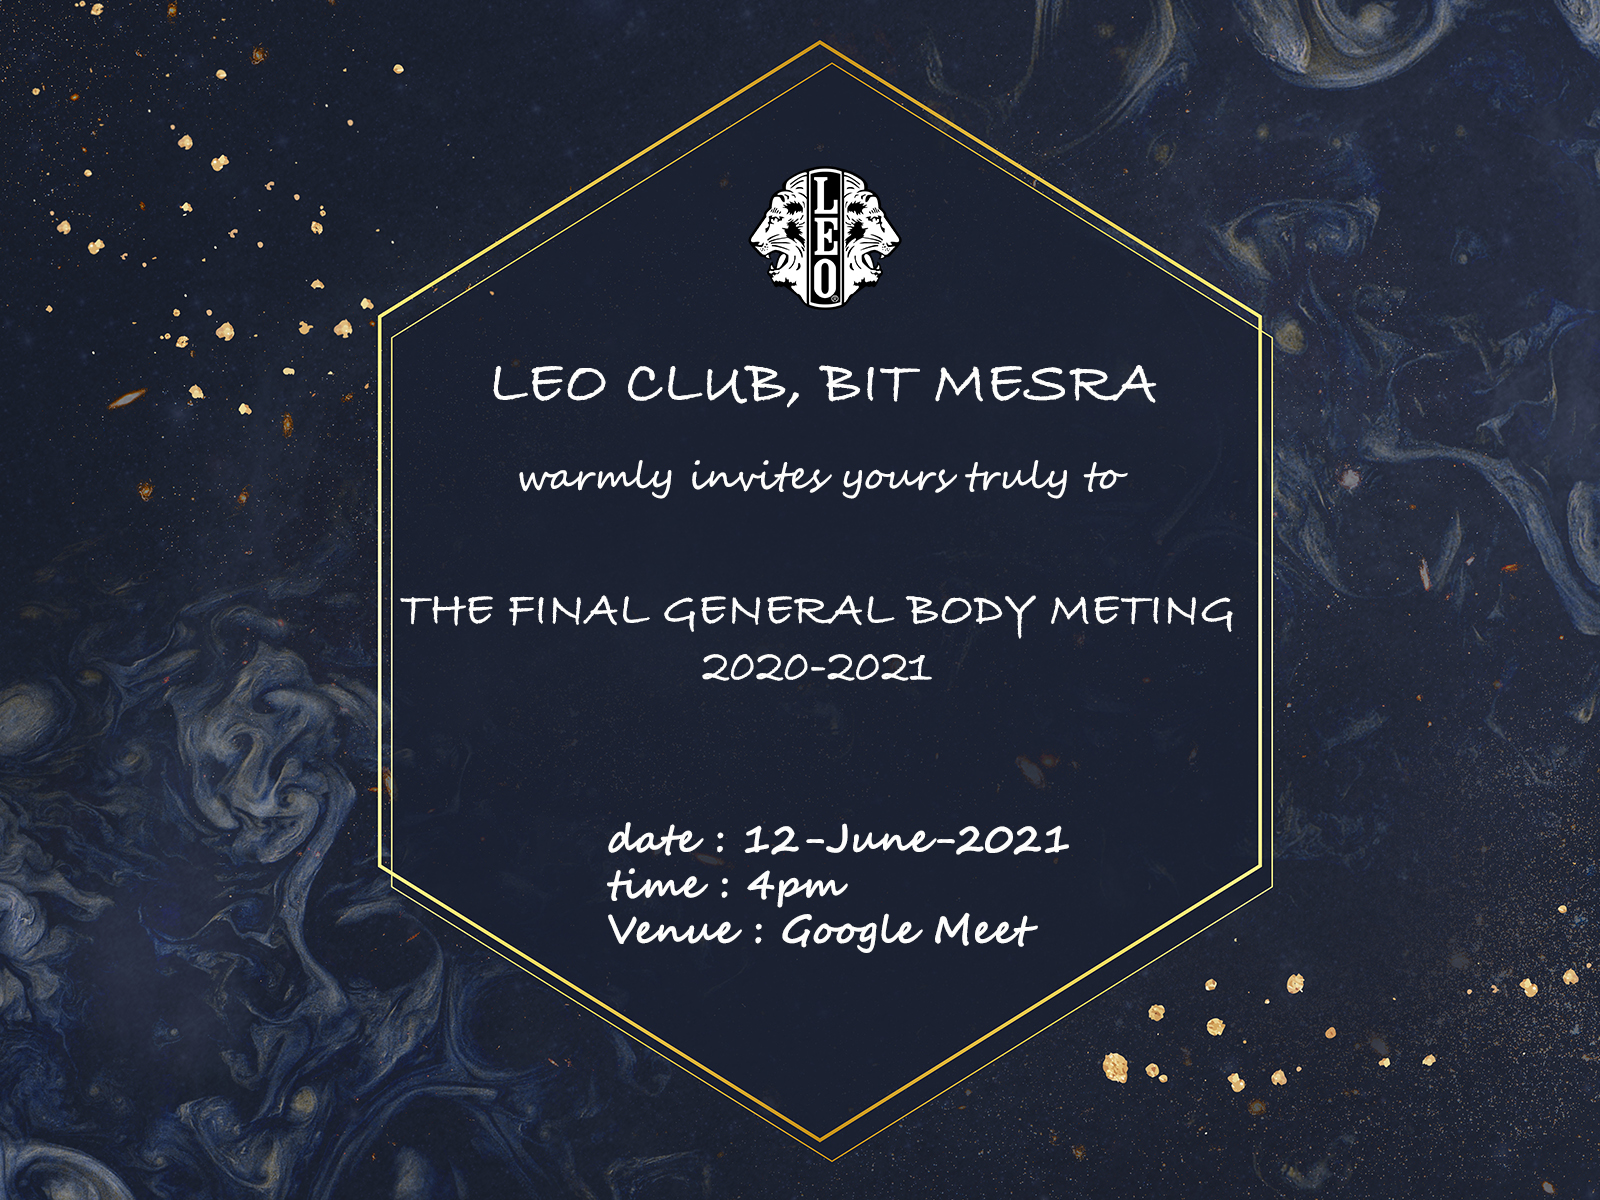 LEO
LEO CLUB, BIT MESRA
warmly invites yours truly to
THE FINAL GENERAL BODY METING
2020-2021
date : 12-June-2021
time : 4pm
Venue : Google Meet